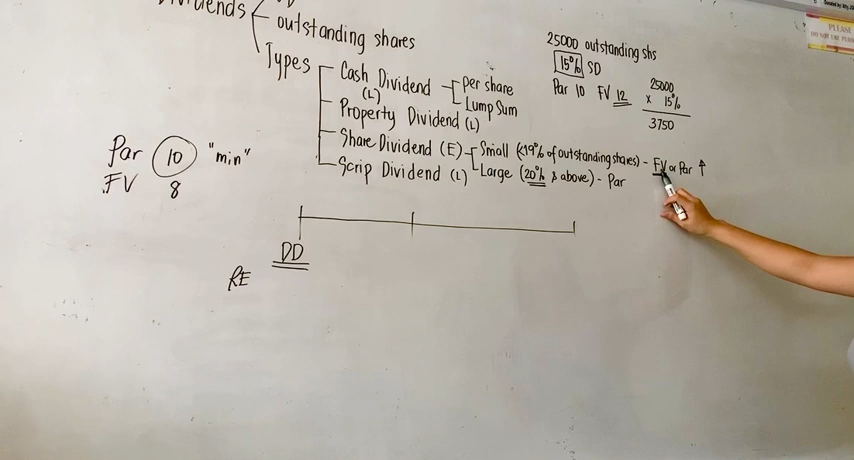 dends
outstanding shares
Types
Cash Dividend
(L)
Per share
Lump Sum
Property Dividend (L)
Share Dividend (E)
Small (<19% of outstanding shares) - FV or Par ↑
Large (20% & above) - Par
Scrip Dividend (L)
25000 outstanding shs
15% SD
Par 10 FV 12
25000
x 15%
3750
Par 10 "min"
FV 8
DD
RE
PLEASE